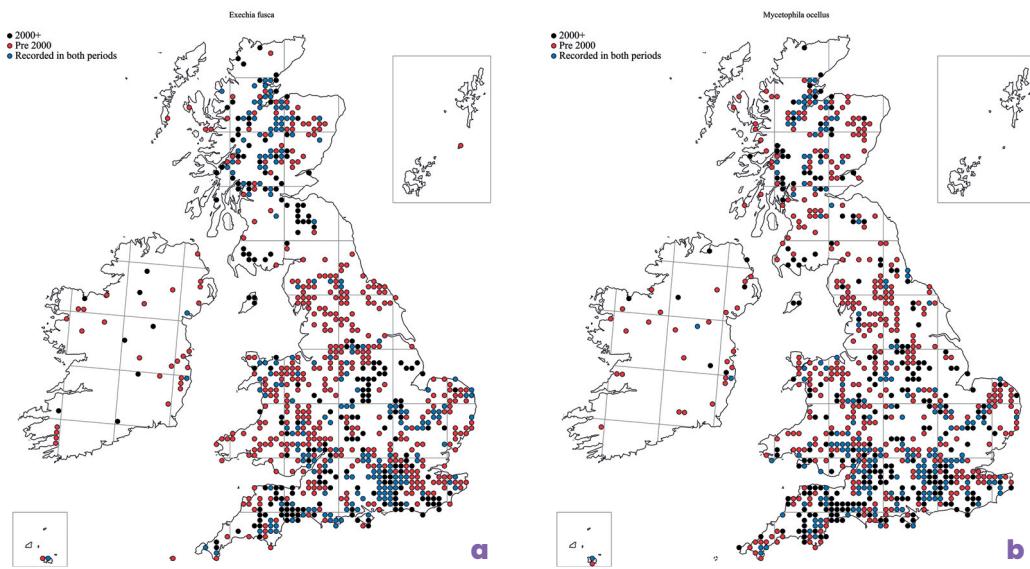 Exechia fusca
2000+
Pre 2000
Recorded in both periods
a
Mycetophila ocellus
2000+
Pre 2000
Recorded in both periods
b